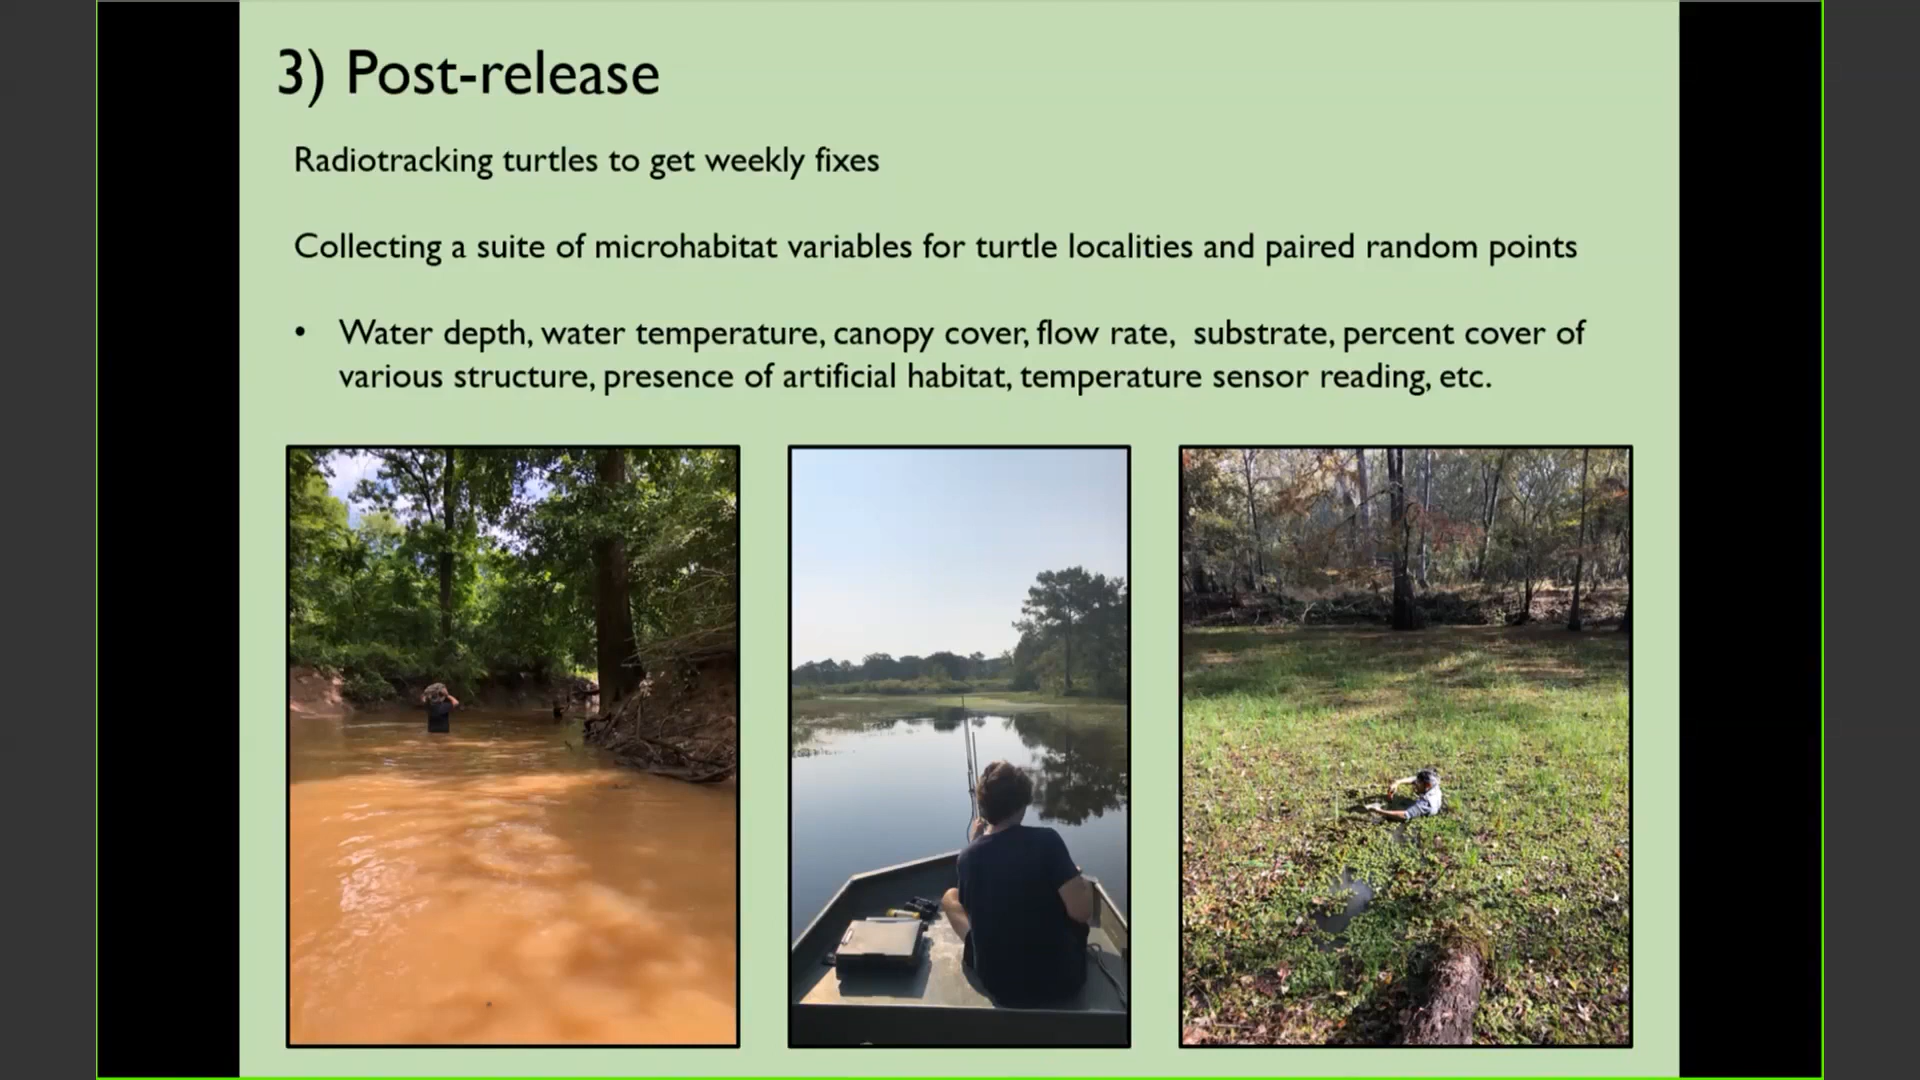 3) Post-release
Radiotracking turtles to get weekly fixes
Collecting a suite of microhabitat variables for turtle localities and paired random points
• Water depth, water temperature, canopy cover, flow rate,  substrate, percent cover of
various structure, presence of artificial habitat, temperature sensor reading, etc.